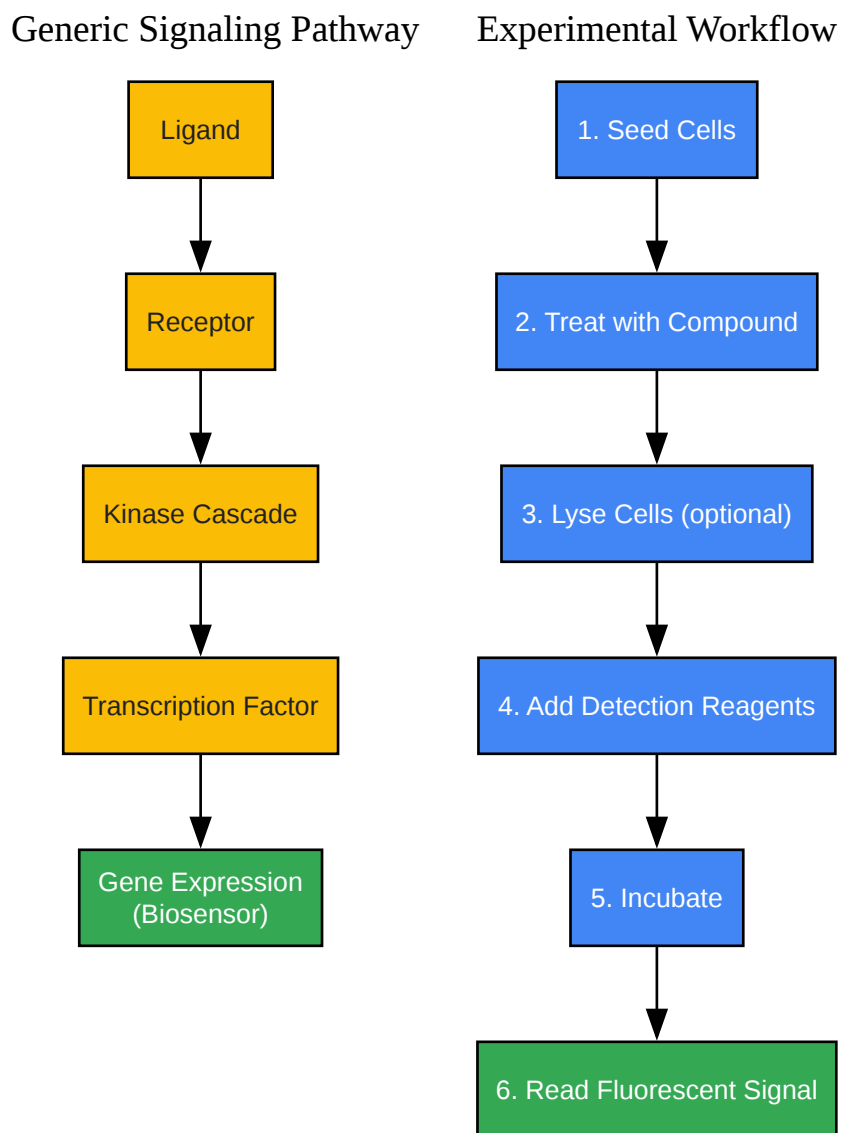 Generic Signaling Pathway
Ligand
Receptor
Kinase Cascade
Transcription Factor
Gene Expression
(Biosensor)
Experimental Workflow
1. Seed Cells
2. Treat with Compound
3. Lyse Cells (optional)
4. Add Detection Reagents
5. Incubate
6. Read Fluorescent Signal